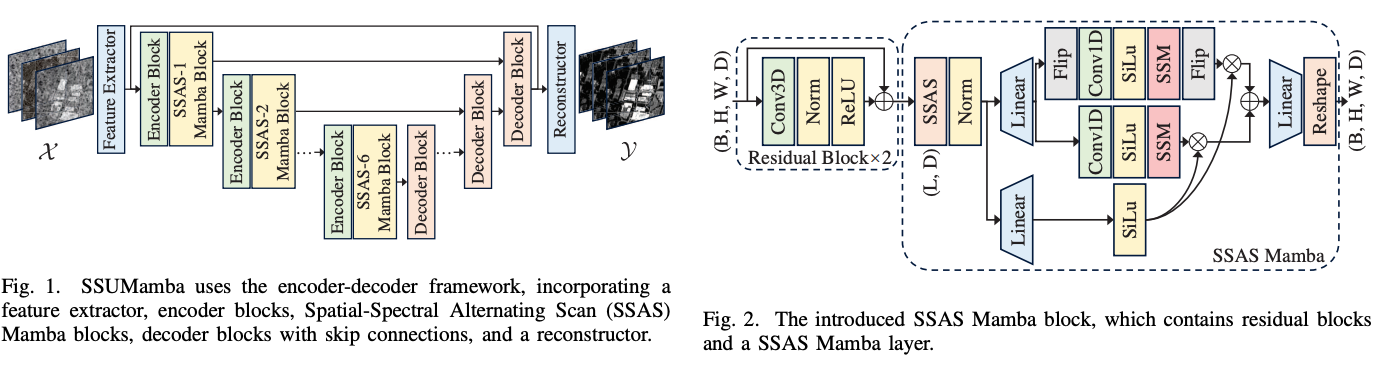 X
Feature Extractor
Encoder Block
SSAS-1
Mamba Block
Encoder Block
SSAS-2
Mamba Block
Encoder Block
SSAS-6
Mamba Block
Decoder Block
Decoder Block
Decoder Block
Reconstructor
Y
Fig. 1. SSUMamba uses the encoder-decoder framework, incorporating a
feature extractor, encoder blocks, Spatial-Spectral Alternating Scan (SSAS)
Mamba blocks, decoder blocks with skip connections, and a reconstructor.
(B, H, W, D)
Conv3D
Norm
ReLU
Residual Block×2
SSAS
Norm
(L, D)
Linear
Flip
Conv1D
SiLu
SSM
Flip
Conv1D
SiLu
SSM
Linear
SiLu
Linear
Reshape
(B, H, W, D)
SSAS Mamba
Fig. 2. The introduced SSAS Mamba block, which contains residual blocks
and a SSAS Mamba layer.